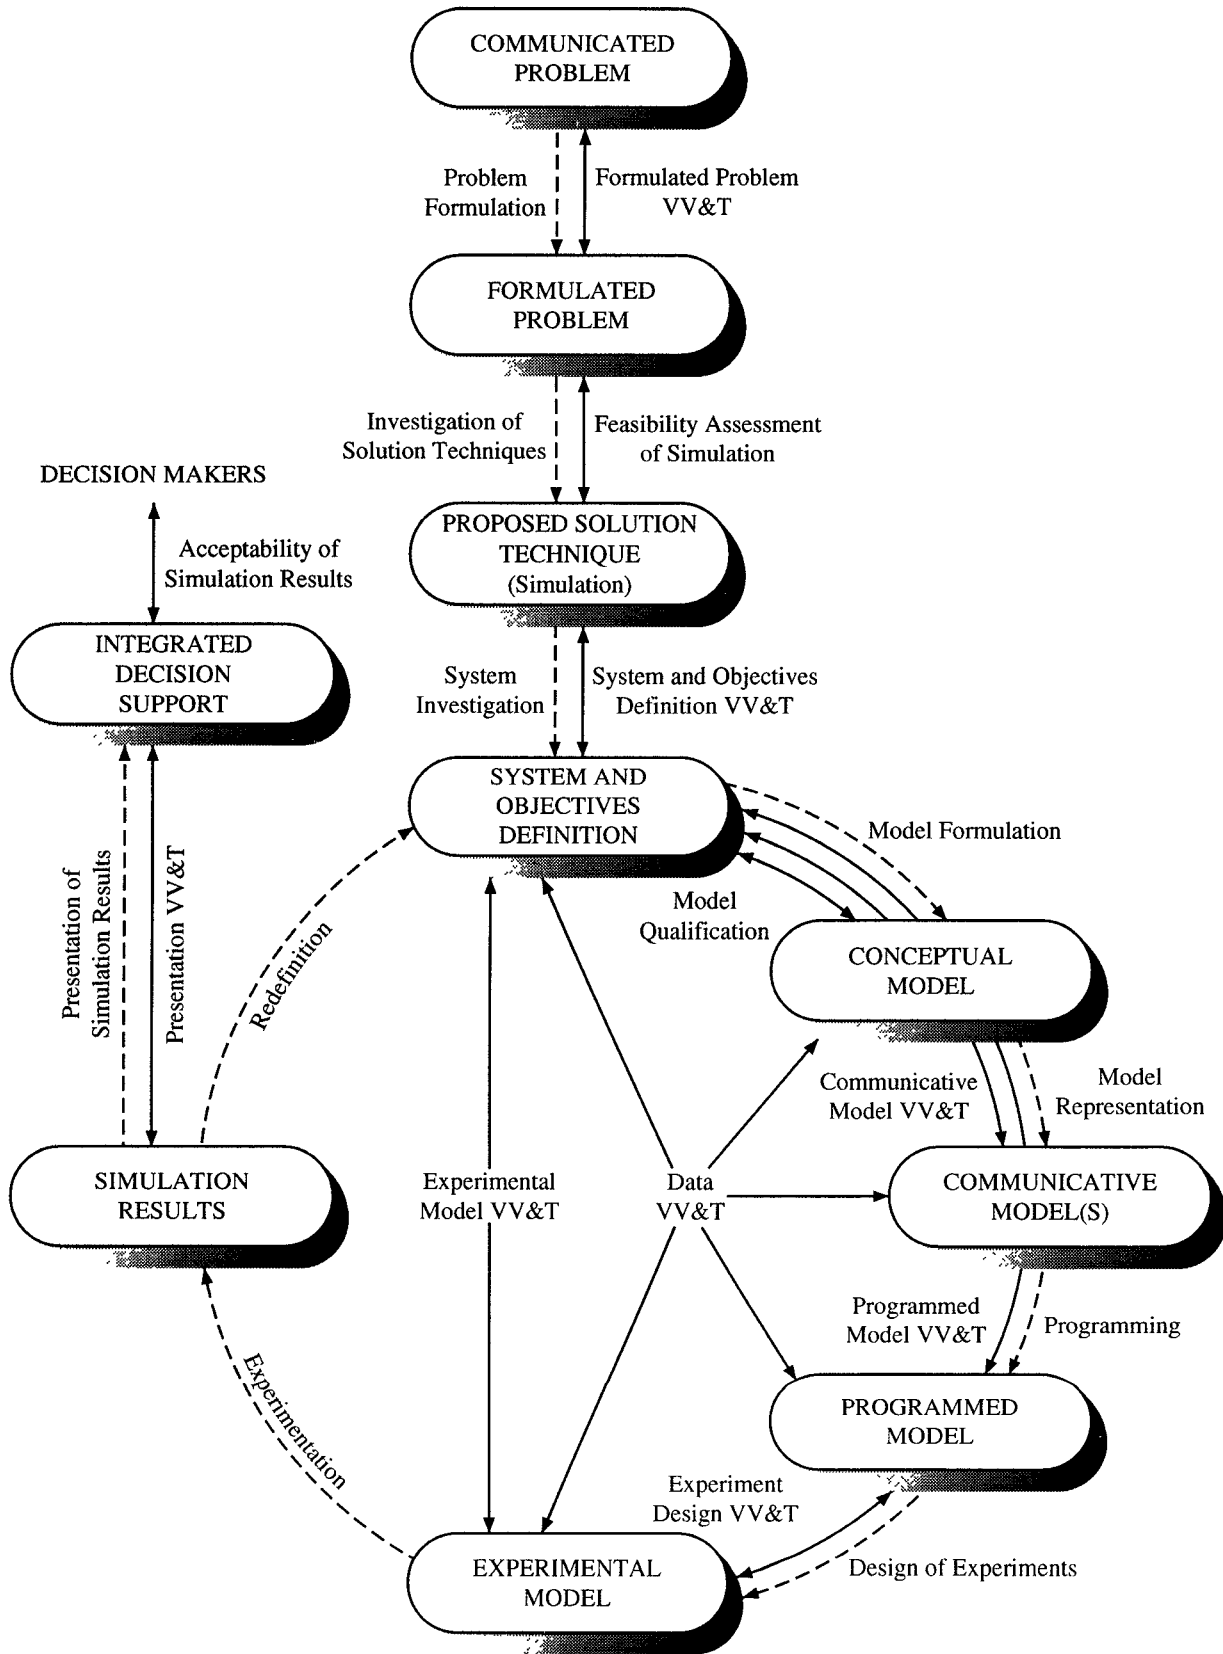 COMMUNICATED
PROBLEM
Problem
Formulation
Formulated Problem
VV&T
FORMULATED
PROBLEM
Investigation of
Solution Techniques
Feasibility Assessment
of Simulation
DECISION MAKERS
Acceptability of
Simulation Results
PROPOSED SOLUTION
TECHNIQUE
(Simulation)
INTEGRATED
DECISION
SUPPORT
System
Investigation
System and Objectives
Definition VV&T
SYSTEM AND
OBJECTIVES
DEFINITION
Model Formulation
Model
Qualification
Presentation of
Simulation Results
Presentation VV&T
Redefinition
CONCEPTUAL
MODEL
Communicative
Model VV&T
Model
Representation
SIMULATION
RESULTS
Experimental
Model VV&T
Data
VV&T
COMMUNICATIVE
MODEL(S)
Programmed
Model VV&T
Programming
Experimentation
PROGRAMMED
MODEL
Experiment
Design VV&T
Design of Experiments
EXPERIMENTAL
MODEL